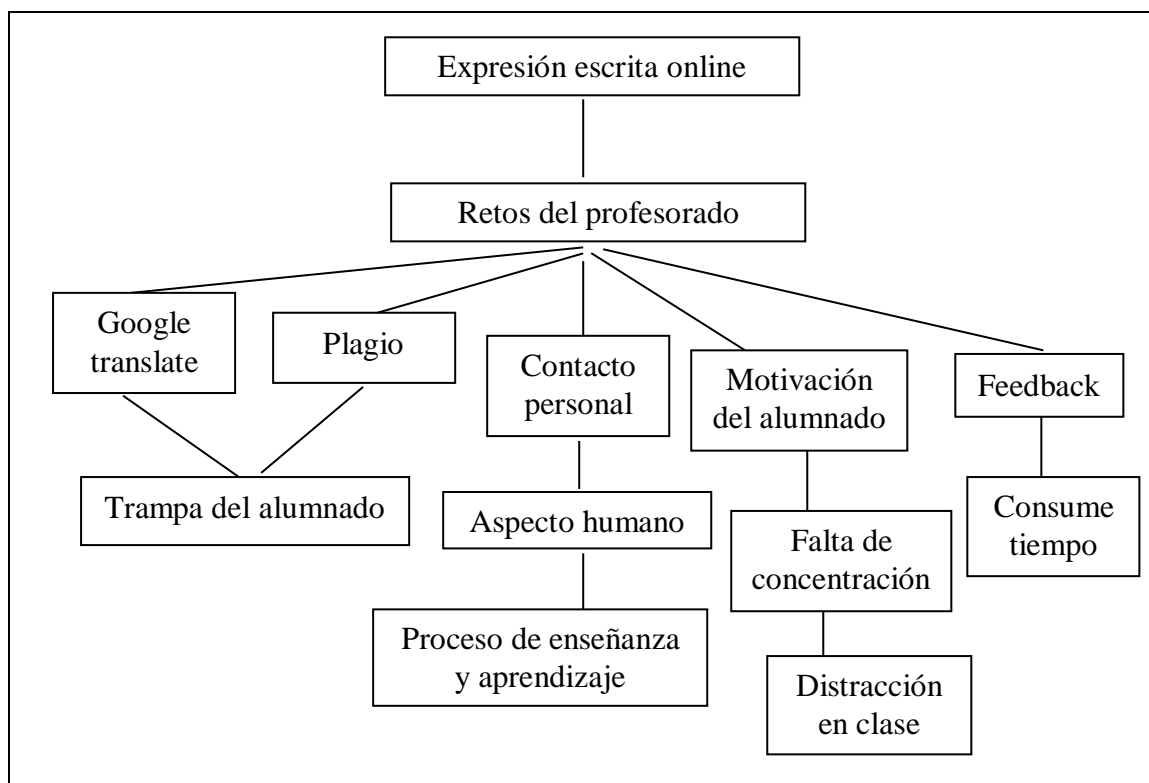 Expresión escrita online
Retos del profesorado
Google
translate
Plagio
Contacto
personal
Motivación
del alumnado
Feedback
Trampa del alumnado
Aspecto humano
Falta de
concentración
Consume
tiempo
Proceso de enseñanza
y aprendizaje
Distracción
en clase